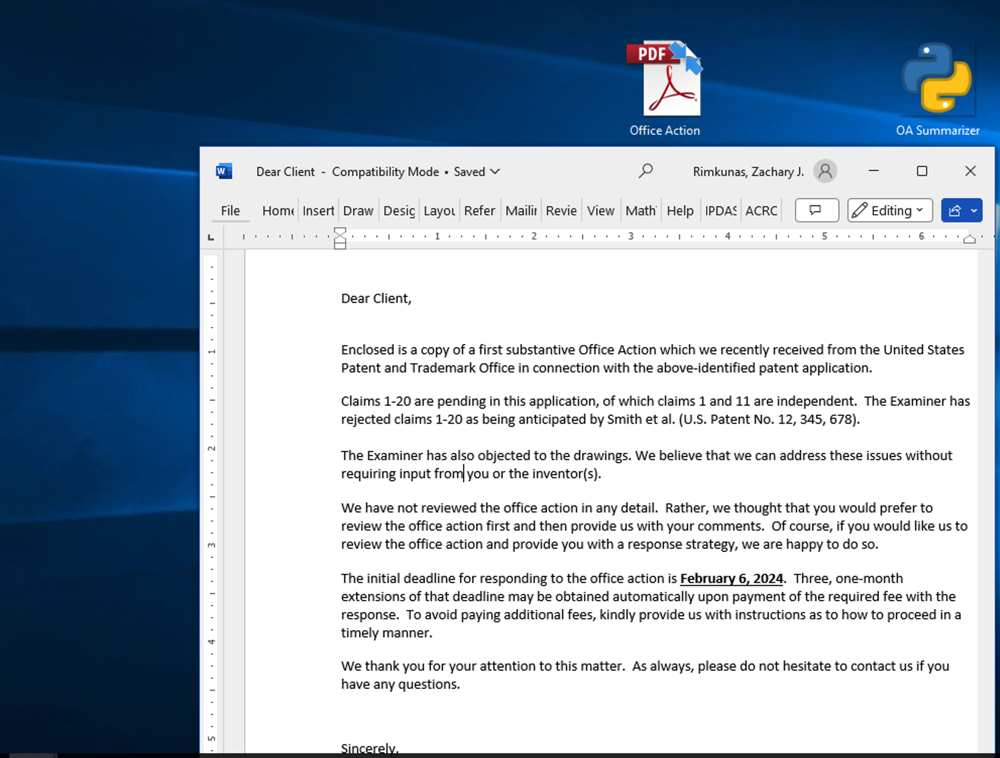 PDF
Office Action
OA Summarizer
W
Dear Client - Compatibility Mode • Saved
Rimkunas, Zachary J.
File Home Insert Draw Desig Layou Refer Mailin Revie View Math Help IPDAS ACRO Editing
L 1 2 3 4 5 6
1
2
3
4
5
Dear Client,
Enclosed is a copy of a first substantive Office Action which we recently received from the United States
Patent and Trademark Office in connection with the above-identified patent application.
Claims 1-20 are pending in this application, of which claims 1 and 11 are independent.  The Examiner has
rejected claims 1-20 as being anticipated by Smith et al. (U.S. Patent No. 12, 345, 678).
The Examiner has also objected to the drawings. We believe that we can address these issues without
requiring input from you or the inventor(s).
We have not reviewed the office action in any detail.  Rather, we thought that you would prefer to
review the office action first and then provide us with your comments.  Of course, if you would like us to
review the office action and provide you with a response strategy, we are happy to do so.
The initial deadline for responding to the office action is February 6, 2024.  Three, one-month
extensions of that deadline may be obtained automatically upon payment of the required fee with the
response.  To avoid paying additional fees, kindly provide us with instructions as to how to proceed in a
timely manner.
We thank you for your attention to this matter.  As always, please do not hesitate to contact us if you
have any questions.
Sincerely,